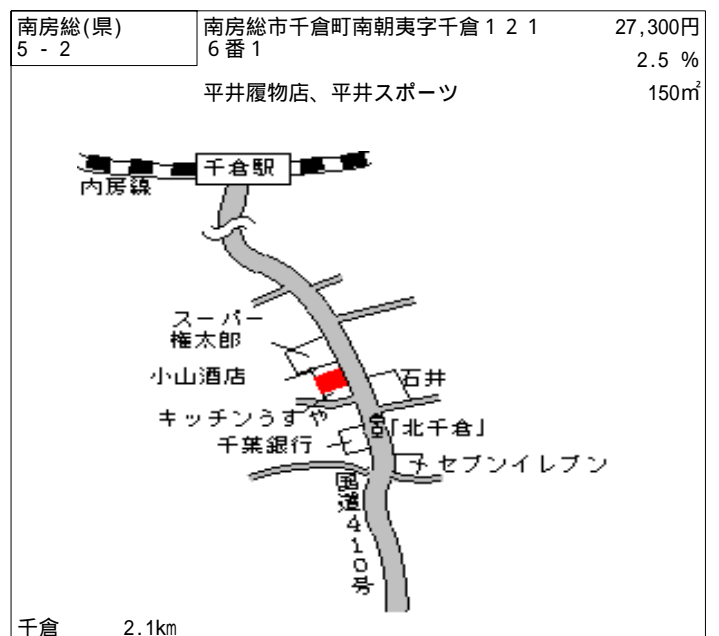 南房総(県)
5 - 2
南房総市千倉町南朝夷字千倉１２１
６番１
27,300円
2.5 %
平井履物店、平井スポーツ
150㎡
千倉駅
内房線
スーパー
権太郎
小山酒店
石井
キッチンうすや
「北千倉」
千葉銀行
セブンイレブン
国道410号
千倉 2.1km